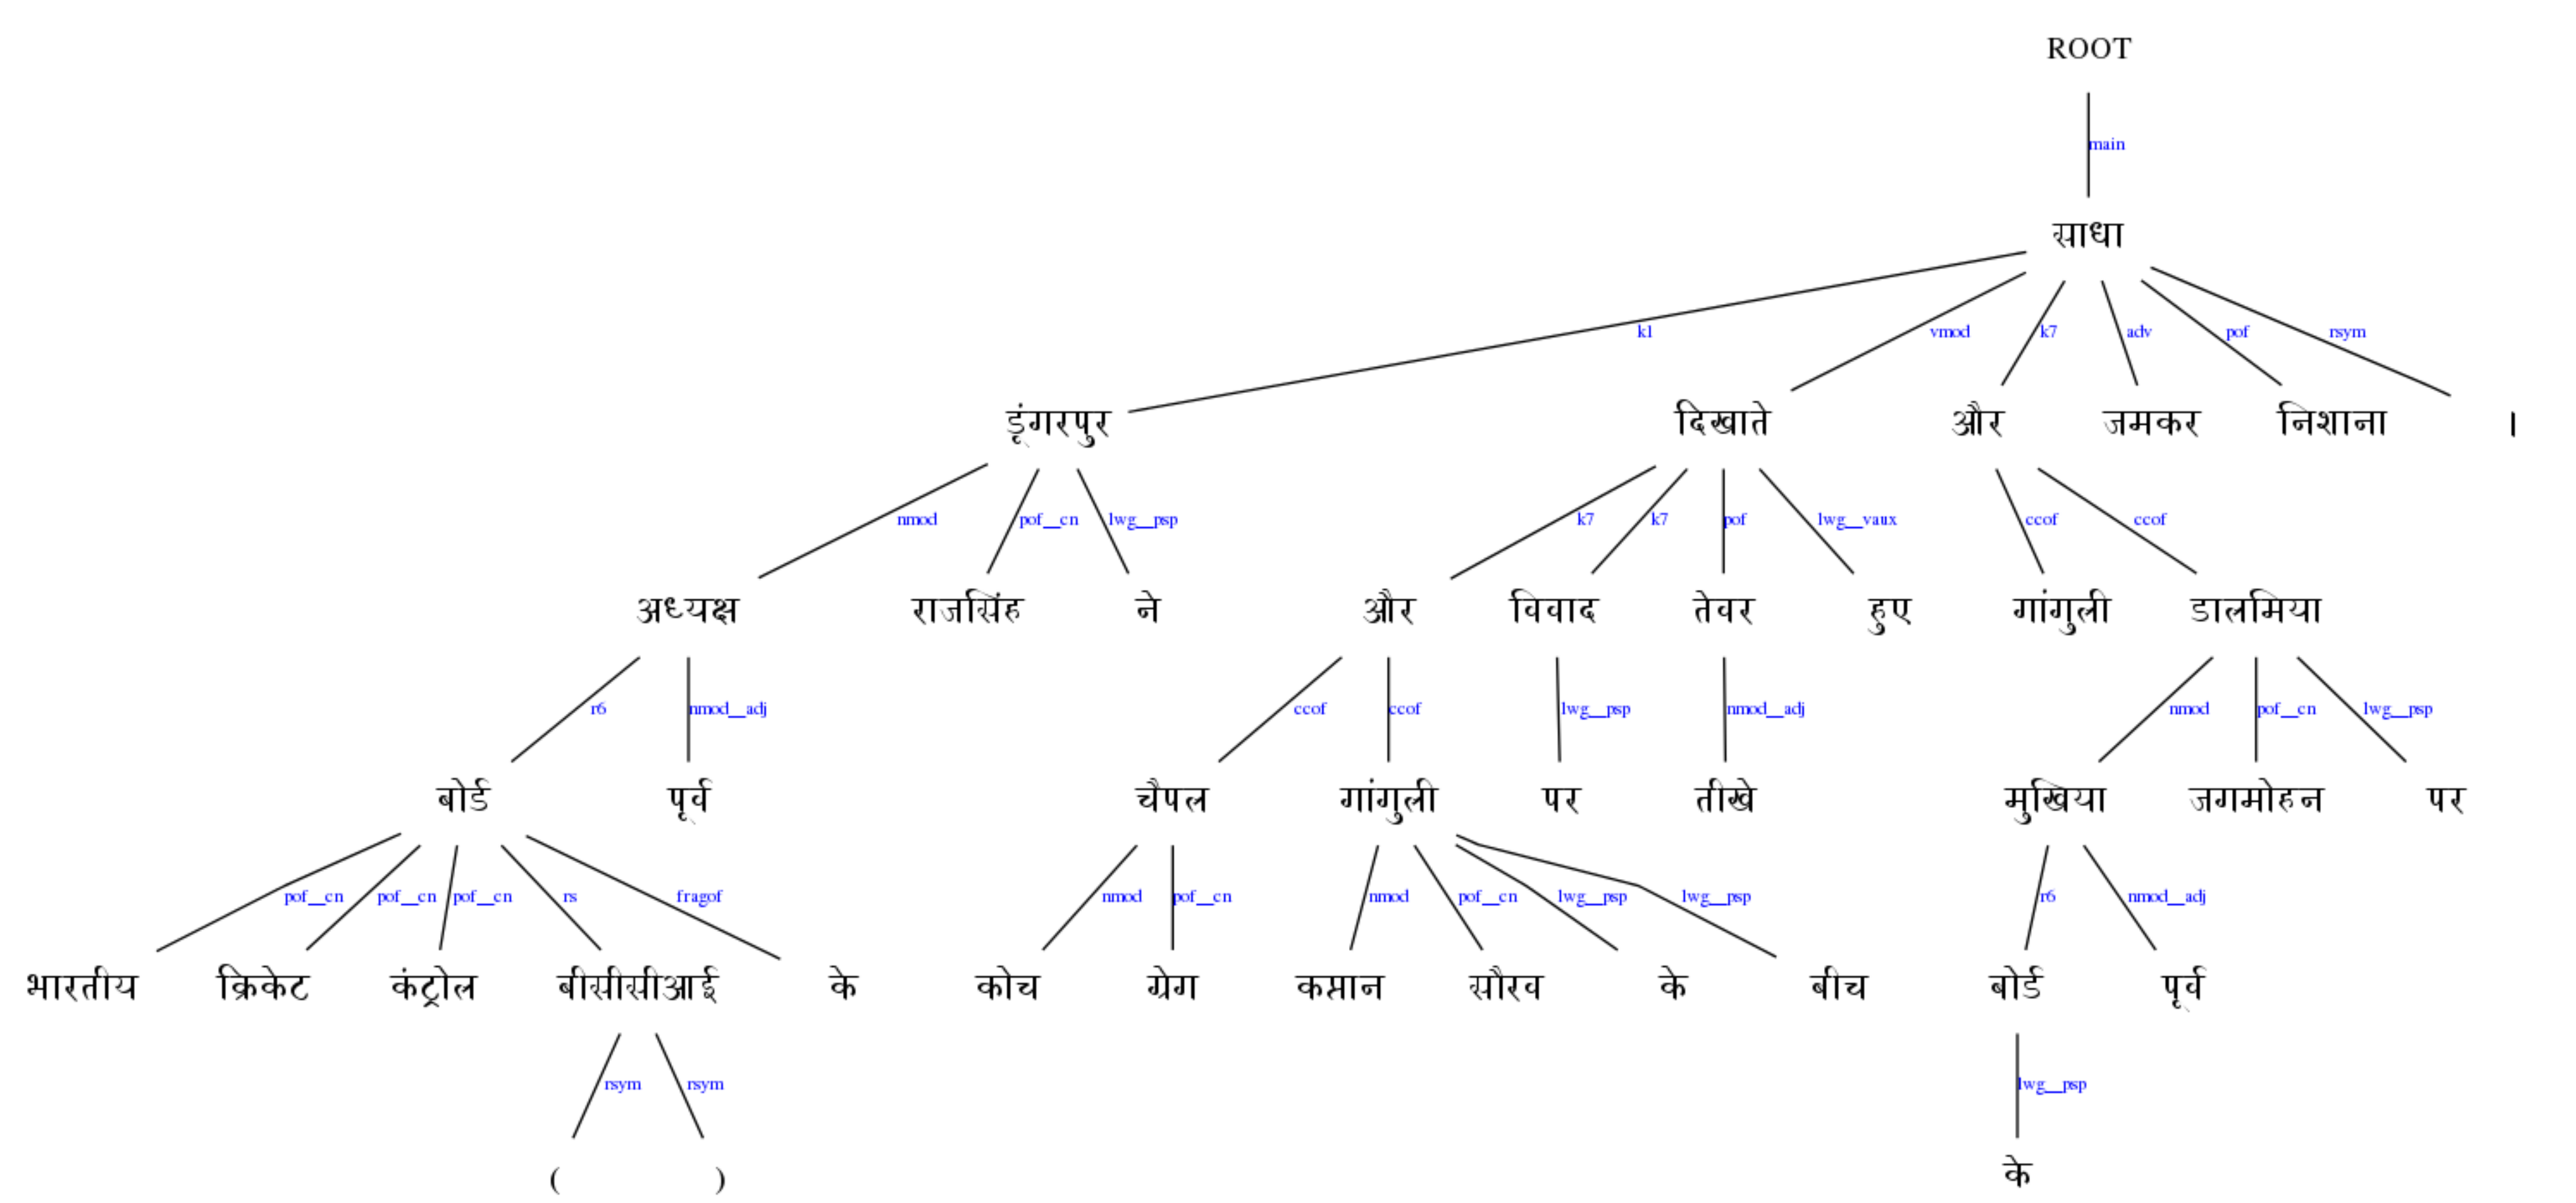 ROOT
main
साधा
k1 vmod k7 adv pof rsym
डूंगरपुर दिखाते और जमकर निशाना ।
nmod pof__cn lwg__psp k7 k7 pof lwg__vaux ccof ccof
अध्यक्ष राजसिंह ने और विवाद तेवर हुए गांगुली डालमिया
r6 nmod__adj ccof ccof lwg__psp nmod__adj nmod pof__cn lwg__psp
बोर्ड पूर्व चैपल गांगुली पर तीखे मुखिया जगमोहन पर
pof__cn pof__cn pof__cn rs fragof nmod pof__cn nmod pof__cn lwg__psp lwg__psp r6 nmod__adj
भारतीय क्रिकेट कंट्रोल बीसीसीआई के कोच ग्रेग कप्तान सौरव के बीच बोर्ड पूर्व
rsym rsym lwg__psp
( ) के